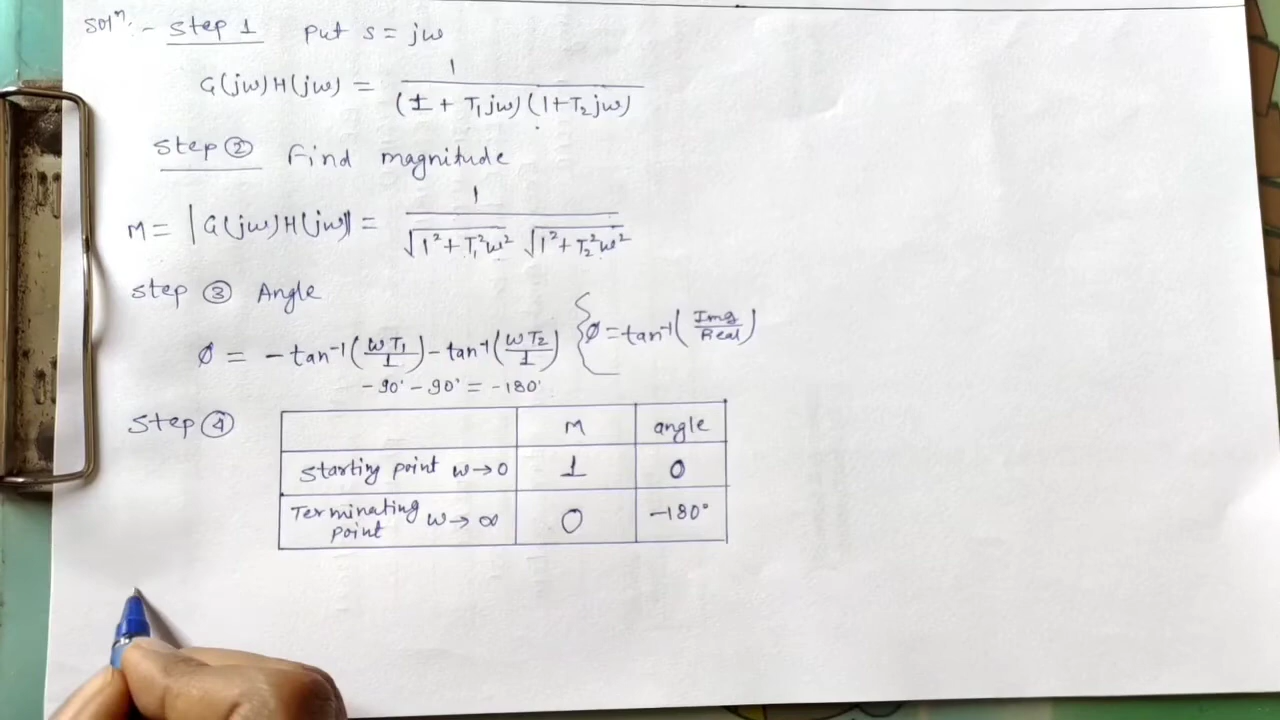 Solⁿ. - Step 1 Put s = jω
G(jω)H(jω) = 1 / (1 + T₁jω)(1+T₂jω)
Step ② Find magnitude
M = |G(jω)H(jω)| = 1 / √1²+T₁²ω² √1²+T₂²ω²
Step ③ Angle
Ø = -tan⁻¹(ωT₁/1) - tan⁻¹(ωT₂/1) {Ø = tan⁻¹(Img/Real)
-90° - 90° = -180°
Step ④
M angle
Starting point ω→0 1 0
Terminating point ω→∞ 0 -180°